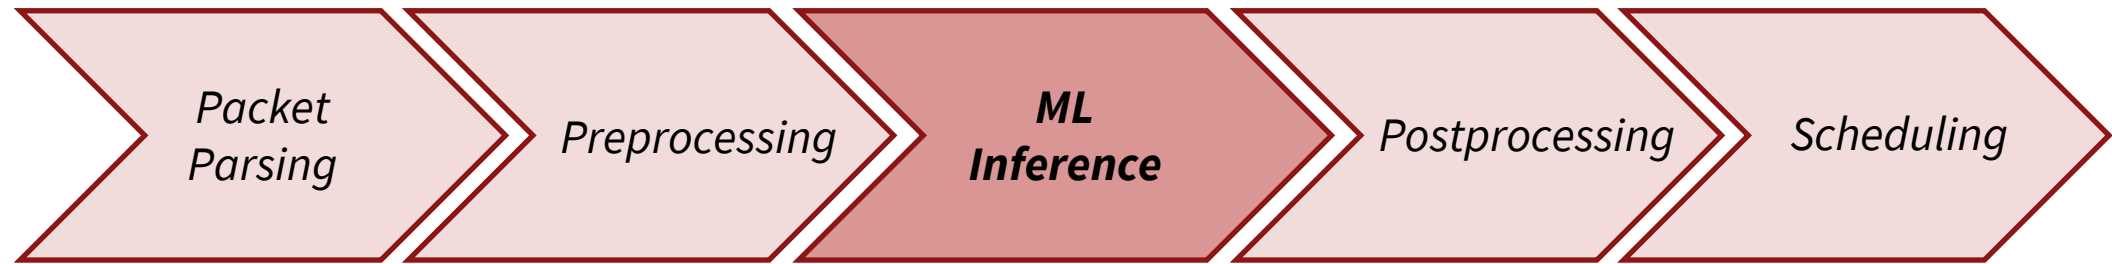 Packet
Parsing
Preprocessing
ML
Inference
Postprocessing
Scheduling